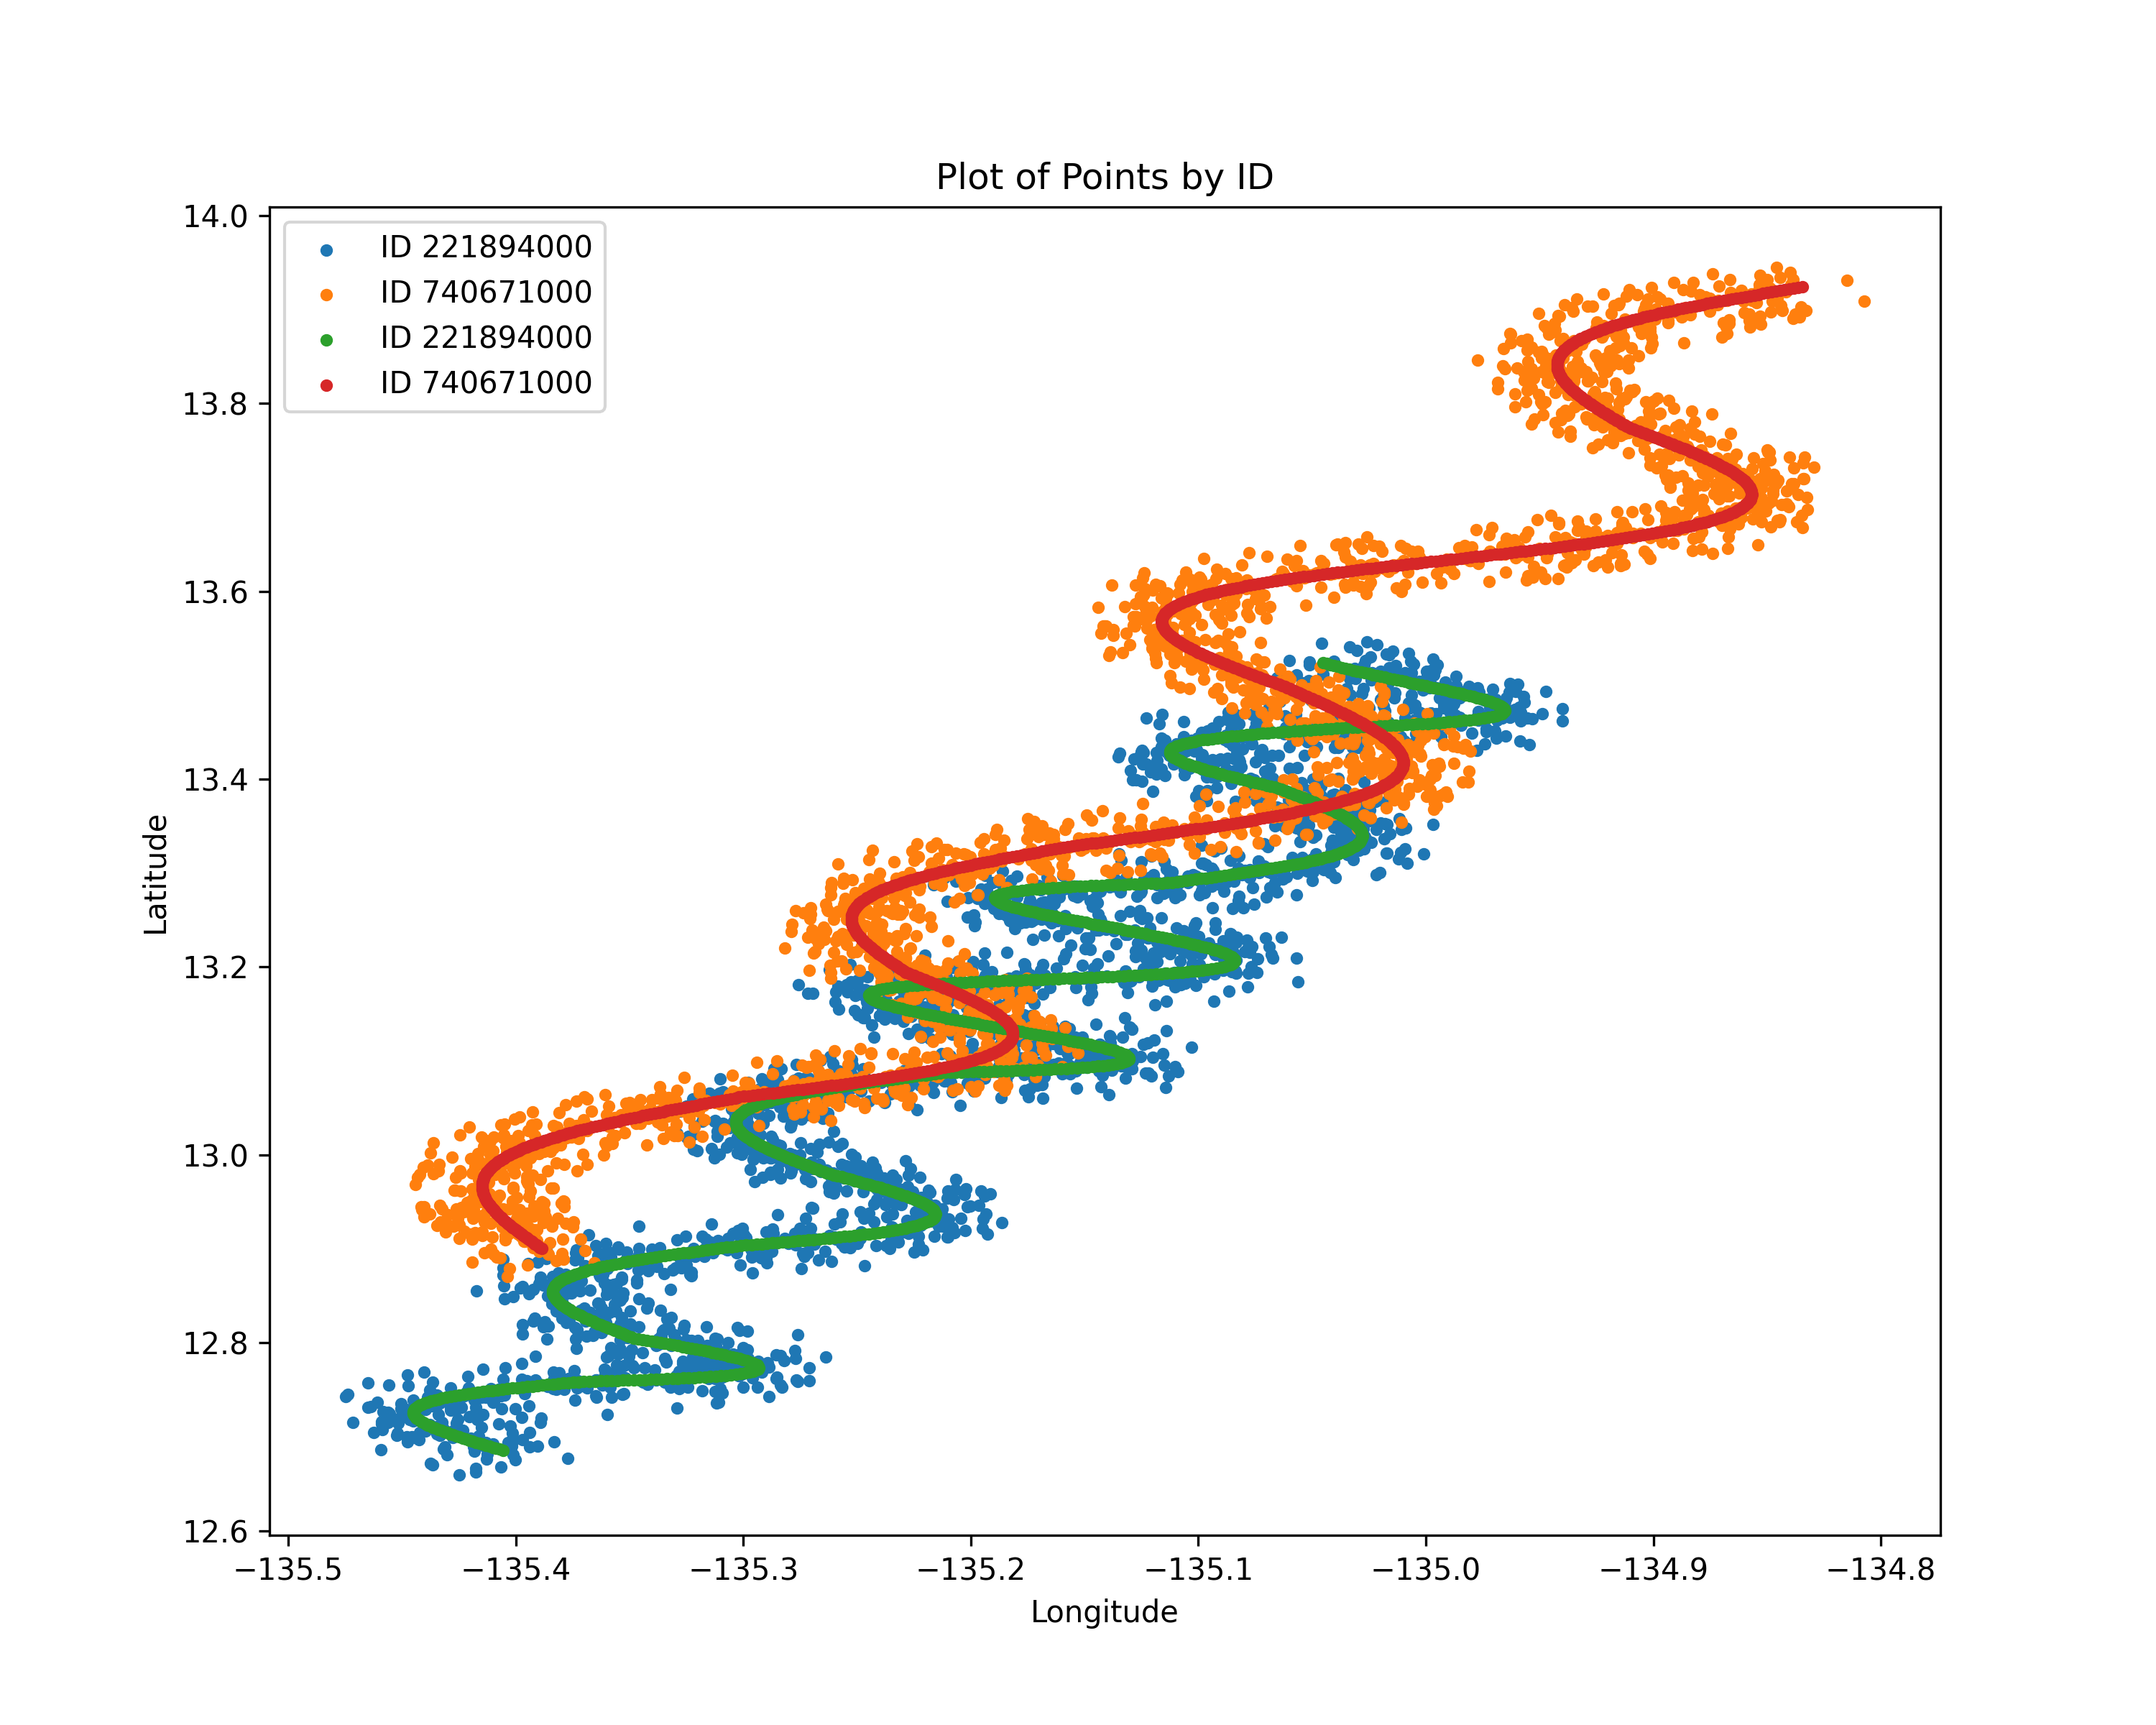 Plot of Points by ID
ID 221894000
ID 740671000
ID 221894000
ID 740671000
Latitude
14.0
13.8
13.6
13.4
13.2
13.0
12.8
12.6
−135.5
−135.4
−135.3
−135.2
−135.1
−135.0
−134.9
−134.8
Longitude